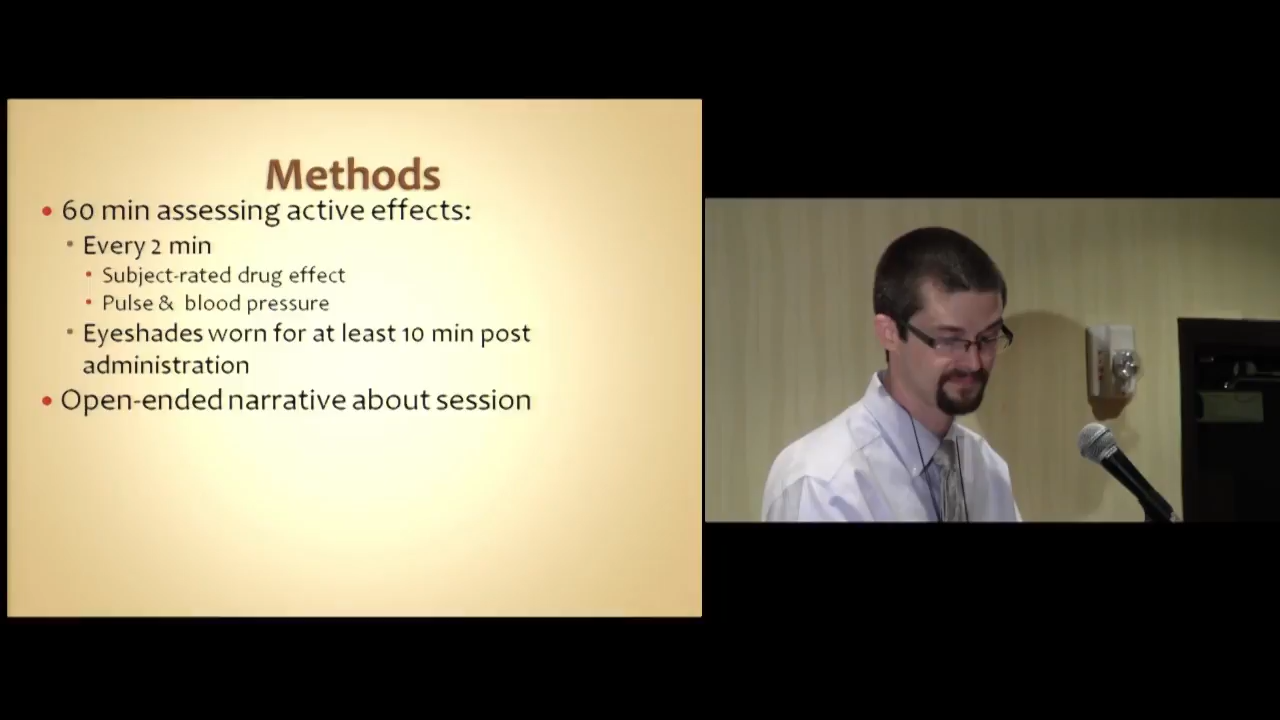 Methods
• 60 min assessing active effects:
• Every 2 min
• Subject-rated drug effect
• Pulse & blood pressure
• Eyeshades worn for at least 10 min post
administration
• Open-ended narrative about session